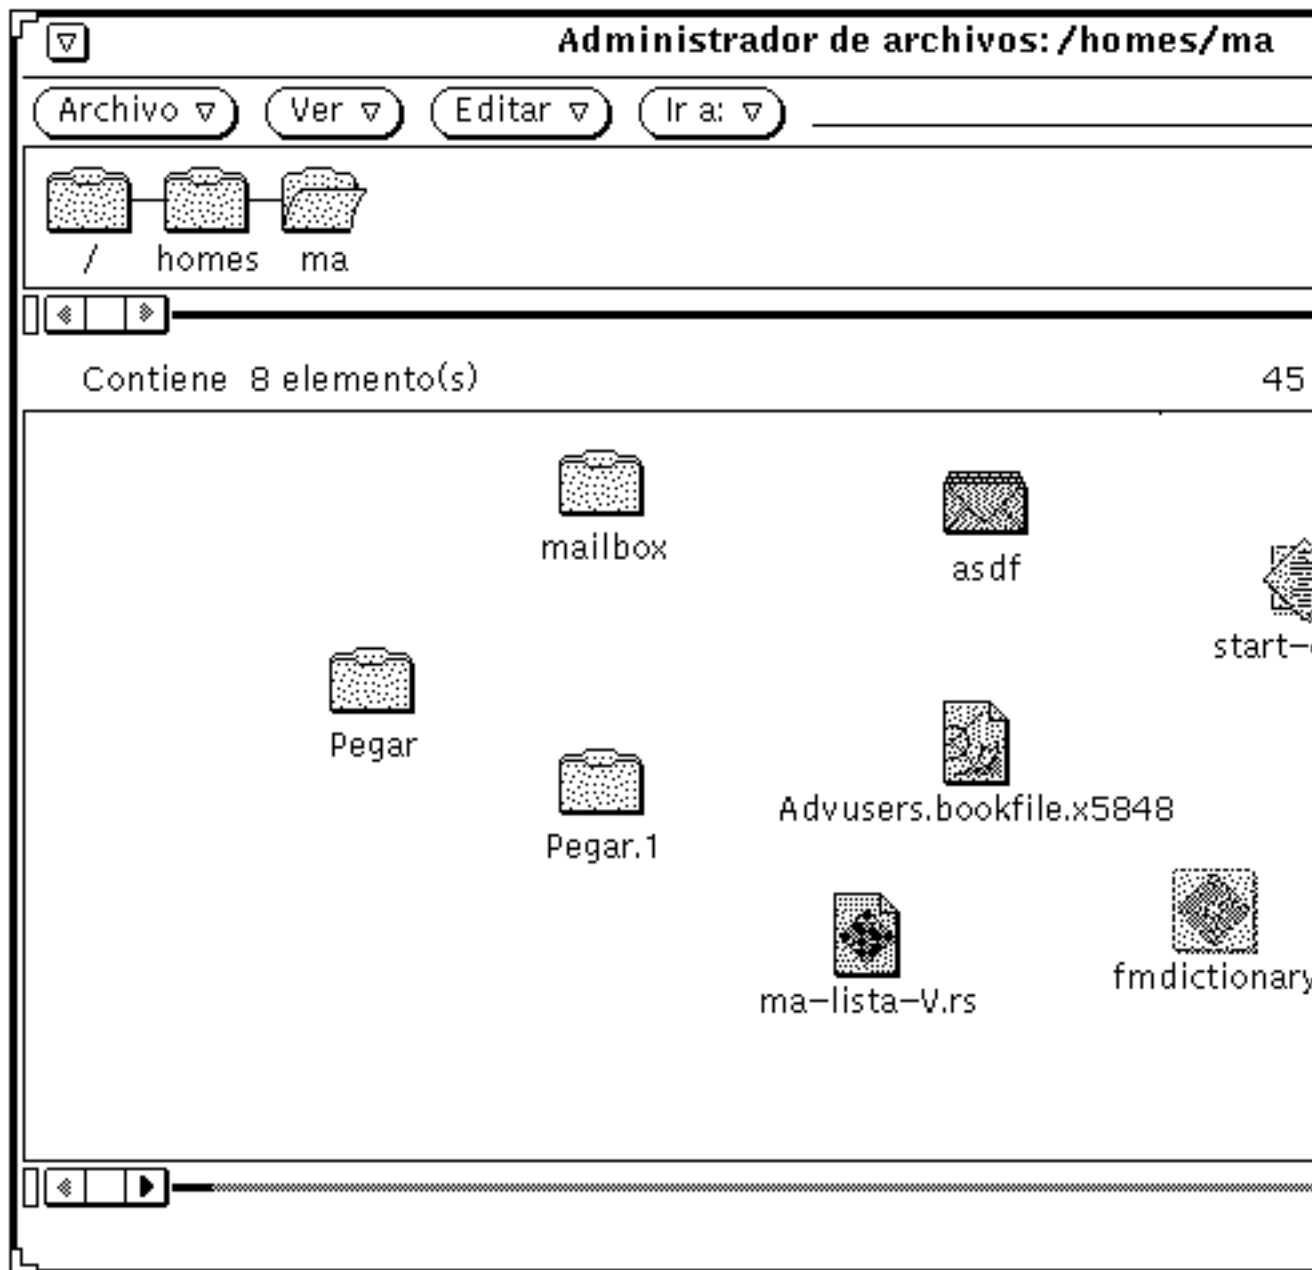 Administrador de archivos: /homes/ma
Archivo Ver Editar Ir a:
/ homes ma
Contiene 8 elemento(s) 45
mailbox
asdf
Pegar
Advusers.bookfile.x5848
Pegar.1
ma-lista-V.rs
fmdictionary